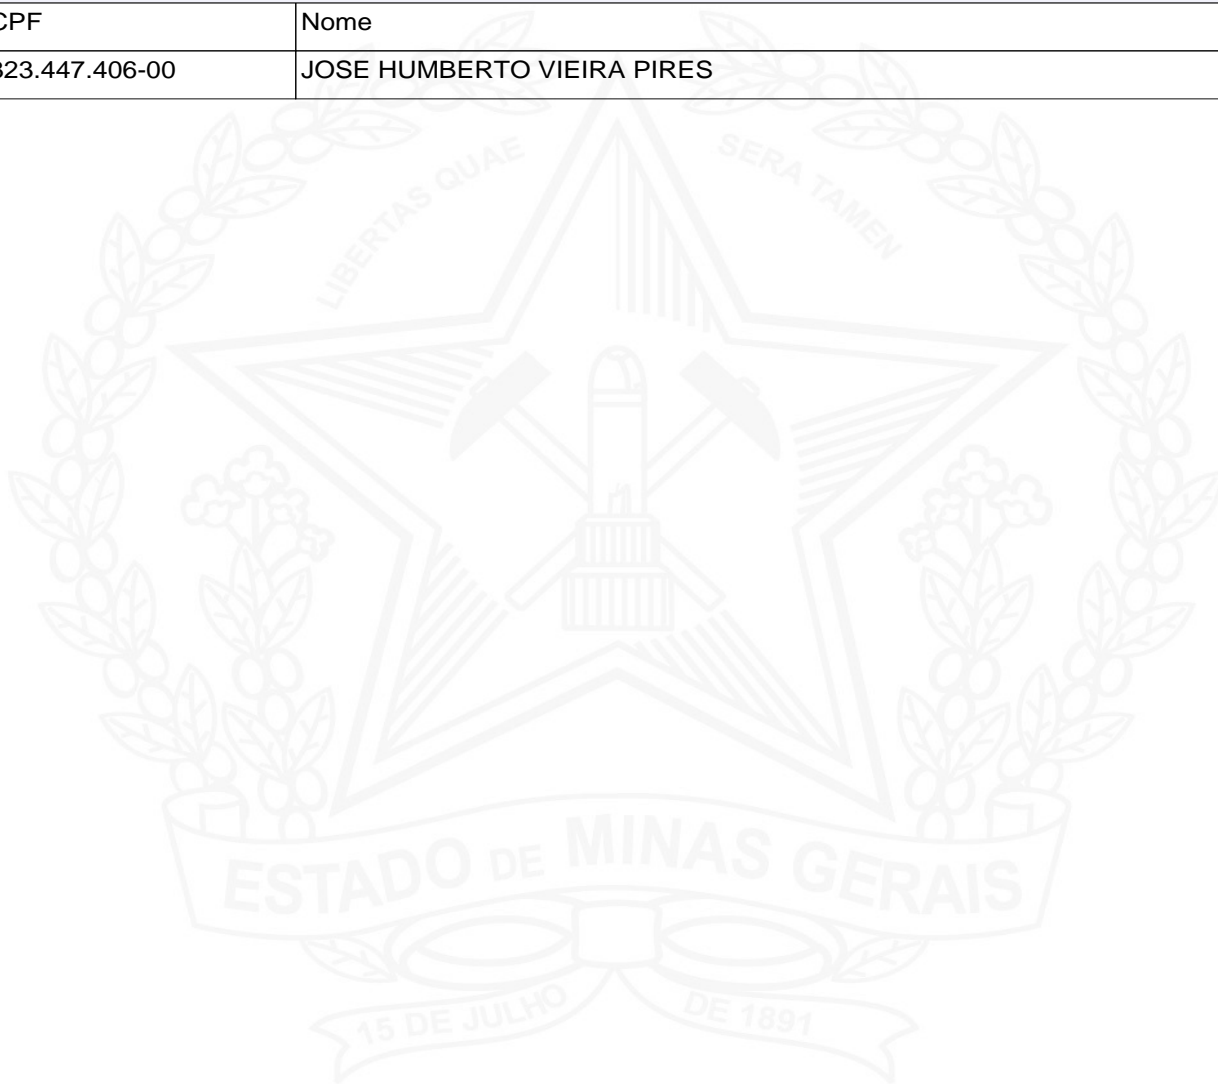 CPF Nome
823.447.406-00 JOSE HUMBERTO VIEIRA PIRES
LIBERTAS QUAE SERA TAMEN
ESTADO DE MINAS GERAIS
15 DE JULHO DE 1891